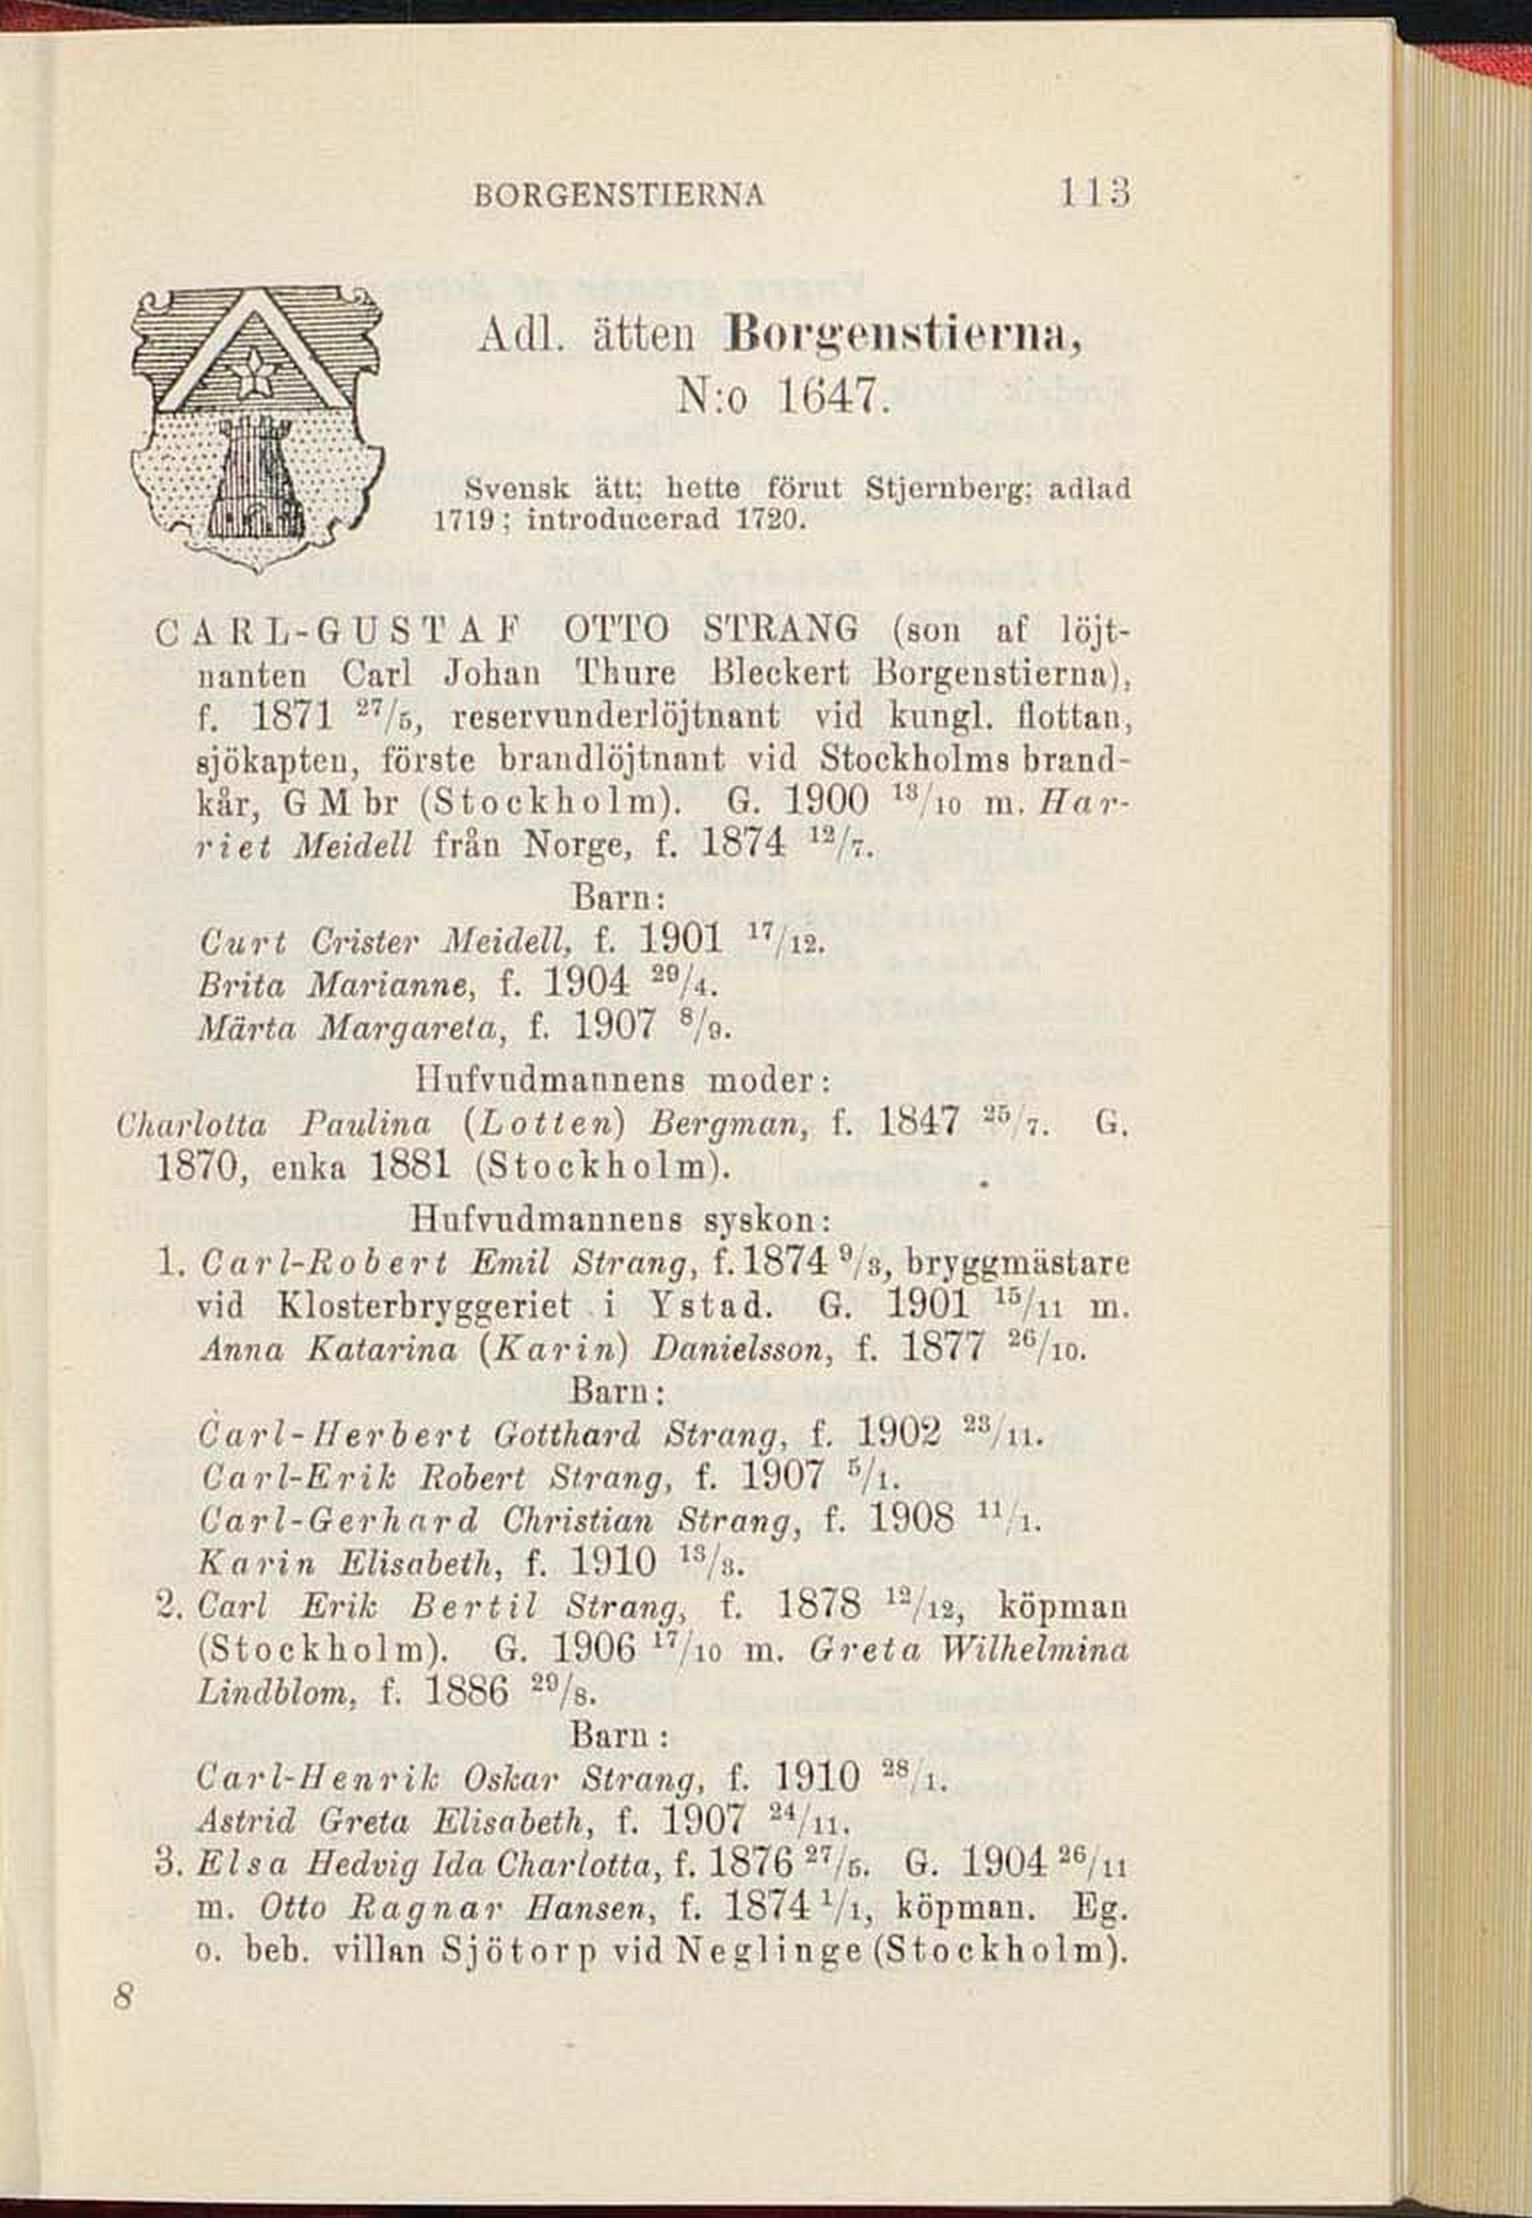 BORGENSTIERNA 113
Adl. ätten Borgenstierna,
N:o 1647.
Svensk ätt; hette förut Stjernberg; adlad
1719; introducerad 1720.
CARL-GUSTAF OTTO STRANG (son af löjt-
nanten Carl Johan Thure Bleckert Borgenstierna),
f. 1871 27/5, reservunderlöjtnant vid kungl. flottan,
sjökapten, förste brandlöjtnant vid Stockholms brand-
kår, GMbr (Stockholm). G. 1900 13/10 m. Har-
riet Meidell från Norge, f. 1874 12/7.
Barn:
Curt Crister Meidell, f. 1901 17/12.
Brita Marianne, f. 1904 29/4.
Märta Margareta, f. 1907 8/9.
Hufvudmannens moder:
Charlotta Paulina (Lotten) Bergman, f. 1847 25/7. G.
1870, enka 1881 (Stockholm).
Hufvudmannens syskon:
1. Carl-Robert Emil Strang, f. 1874 9/3, bryggmästare
vid Klosterbryggeriet i Ystad. G. 1901 15/11 m.
Anna Katarina (Karin) Danielsson, f. 1877 26/10.
Barn:
Carl-Herbert Gotthard Strang, f. 1902 23/11.
Carl-Erik Robert Strang, f. 1907 5/1.
Carl-Gerhard Christian Strang, f. 1908 11/1.
Karin Elisabeth, f. 1910 13/3.
2. Carl Erik Bertil Strang, f. 1878 12/12, köpman
(Stockholm). G. 1906 17/10 m. Greta Wilhelmina
Lindblom, f. 1886 29/8.
Barn:
Carl-Henrik Oskar Strang, f. 1910 28/1.
Astrid Greta Elisabeth, f. 1907 24/11.
3. Elsa Hedvig Ida Charlotta, f. 1876 27/5. G. 1904 26/11
m. Otto Ragnar Hansen, f. 1874 1/1, köpman. Eg.
o. beb. villan Sjötorp vid Neglinge (Stockholm).
8